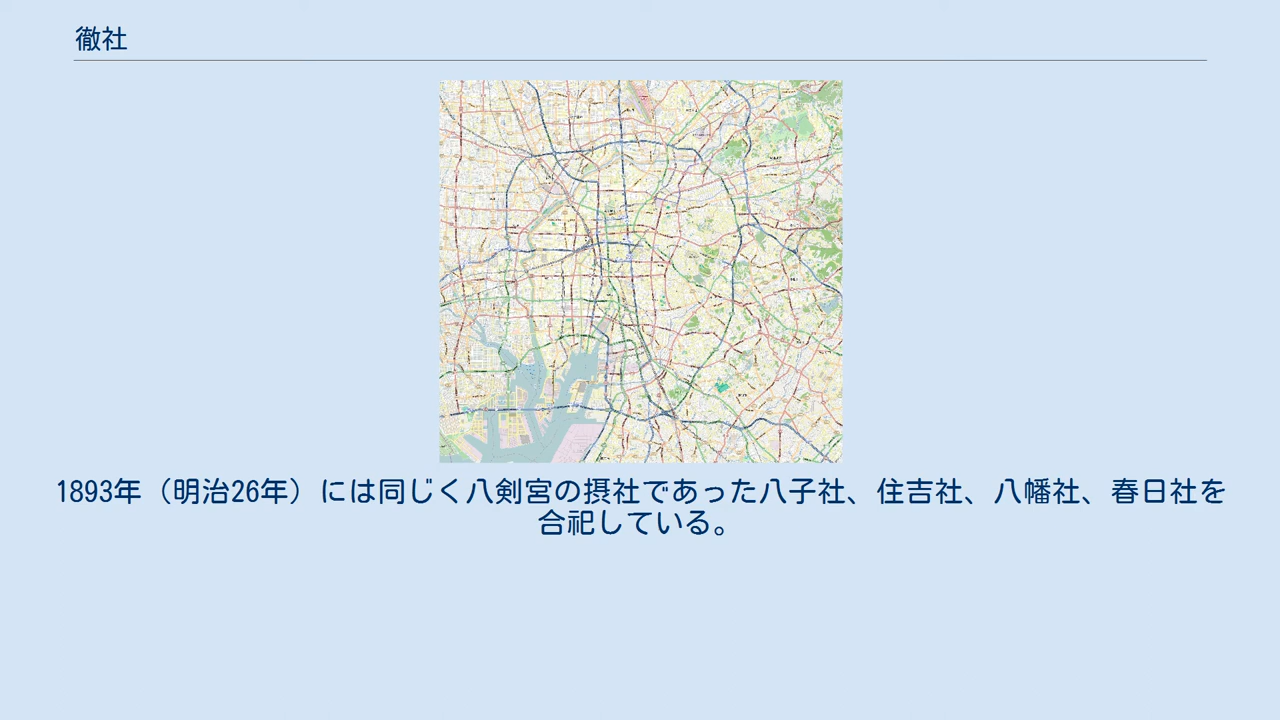 徹社
1893年（明治26年）には同じく八剣宮の摂社であった八子社、住吉社、八幡社、春日社を
合祀している。